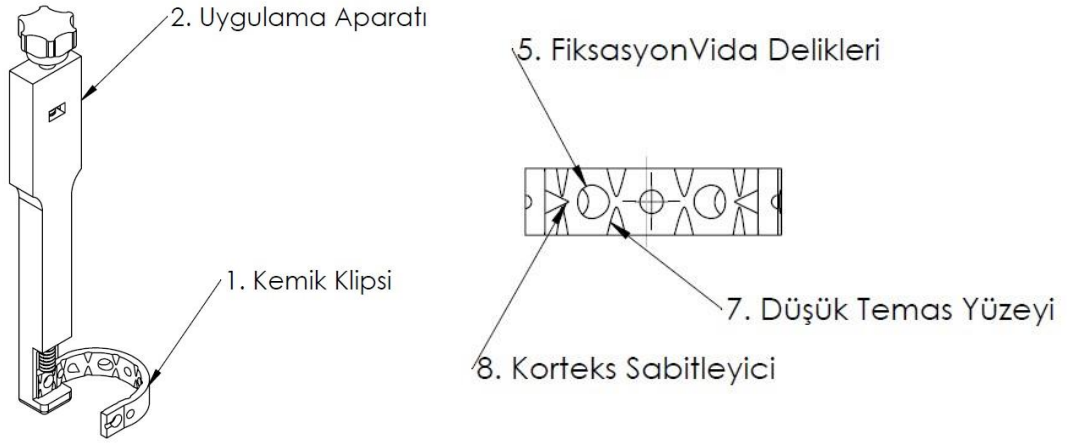 2. Uygulama Aparatı
5. FiksasyonVida Delikleri
1. Kemik Klipsi
7. Düşük Temas Yüzeyi
8. Korteks Sabitleyici